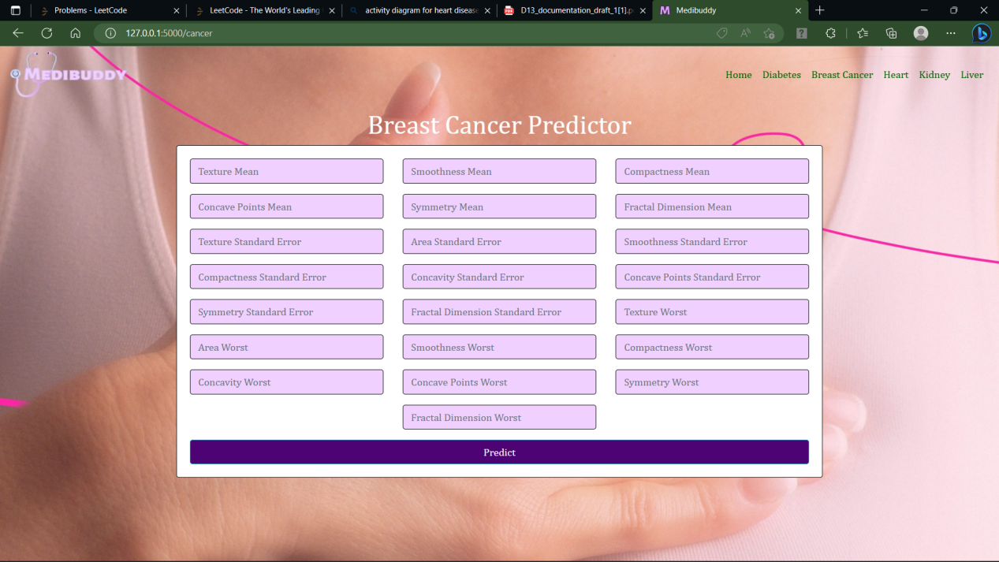 Problems - LeetCode
LeetCode - The World's Leading
activity diagram for heart disease
D13_documentation_draft_1[1].p
Medibuddy
127.0.0.1:5000/cancer
MEDIBUDDY
Home Diabetes Breast Cancer Heart Kidney Liver
Breast Cancer Predictor
Texture Mean Smoothness Mean Compactness Mean
Concave Points Mean Symmetry Mean Fractal Dimension Mean
Texture Standard Error Area Standard Error Smoothness Standard Error
Compactness Standard Error Concavity Standard Error Concave Points Standard Error
Symmetry Standard Error Fractal Dimension Standard Error Texture Worst
Area Worst Smoothness Worst Compactness Worst
Concavity Worst Concave Points Worst Symmetry Worst
Fractal Dimension Worst
Predict